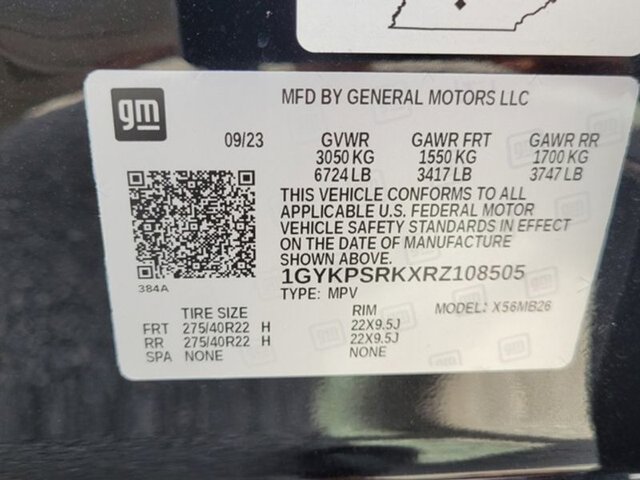 gm
MFD BY GENERAL MOTORS LLC
09/23 GVWR GAWR FRT GAWR RR
3050 KG 1550 KG 1700 KG
6724 LB 3417 LB 3747 LB
THIS VEHICLE CONFORMS TO ALL
APPLICABLE U.S. FEDERAL MOTOR
VEHICLE SAFETY STANDARDS IN EFFECT
ON THE DATE OF MANUFACTURE
SHOWN ABOVE.
1GYKPSRKXRZ108505
384A
TYPE: MPV MODEL: X56MB26
TIRE SIZE RIM
FRT 275/40R22 H 22X9.5J
RR 275/40R22 H 22X9.5J
SPA NONE NONE